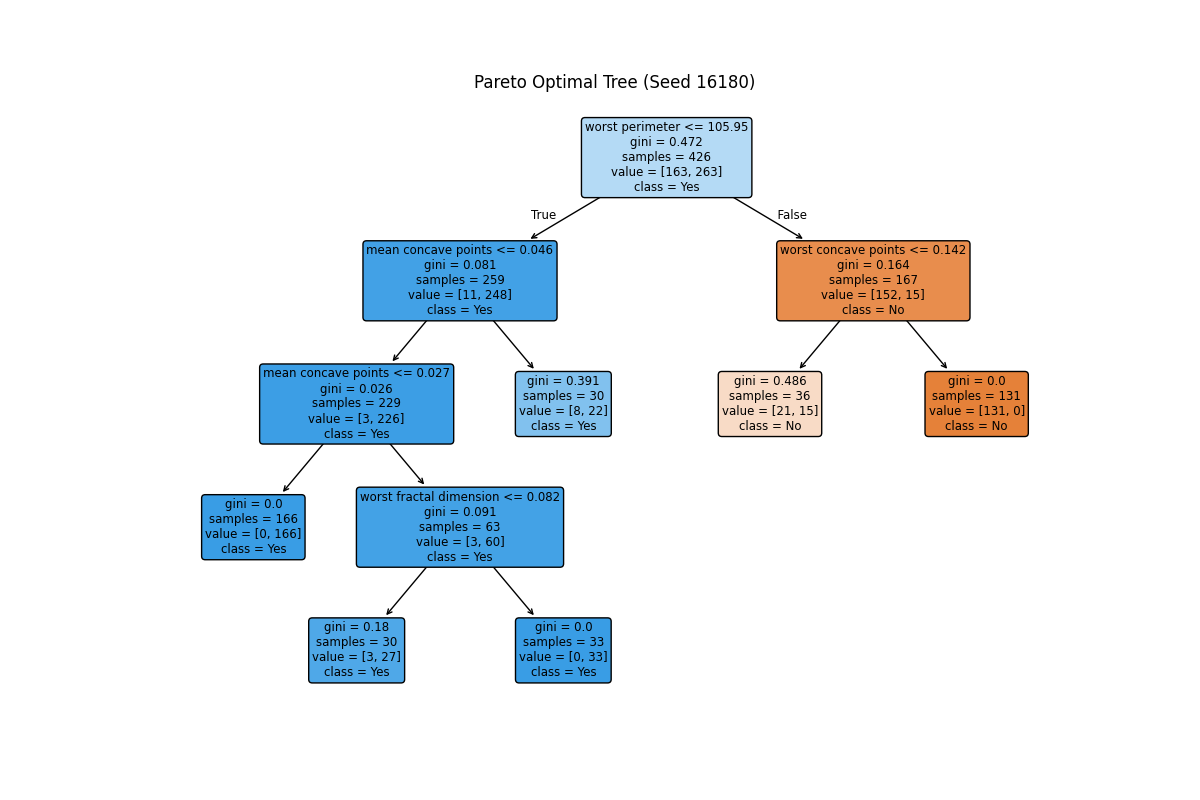 Pareto Optimal Tree (Seed 16180)
worst perimeter <= 105.95
gini = 0.472
samples = 426
value = [163, 263]
class = Yes
True
False
mean concave points <= 0.046
gini = 0.081
samples = 259
value = [11, 248]
class = Yes
worst concave points <= 0.142
gini = 0.164
samples = 167
value = [152, 15]
class = No
mean concave points <= 0.027
gini = 0.026
samples = 229
value = [3, 226]
class = Yes
gini = 0.391
samples = 30
value = [8, 22]
class = Yes
gini = 0.486
samples = 36
value = [21, 15]
class = No
gini = 0.0
samples = 131
value = [131, 0]
class = No
gini = 0.0
samples = 166
value = [0, 166]
class = Yes
worst fractal dimension <= 0.082
gini = 0.091
samples = 63
value = [3, 60]
class = Yes
gini = 0.18
samples = 30
value = [3, 27]
class = Yes
gini = 0.0
samples = 33
value = [0, 33]
class = Yes